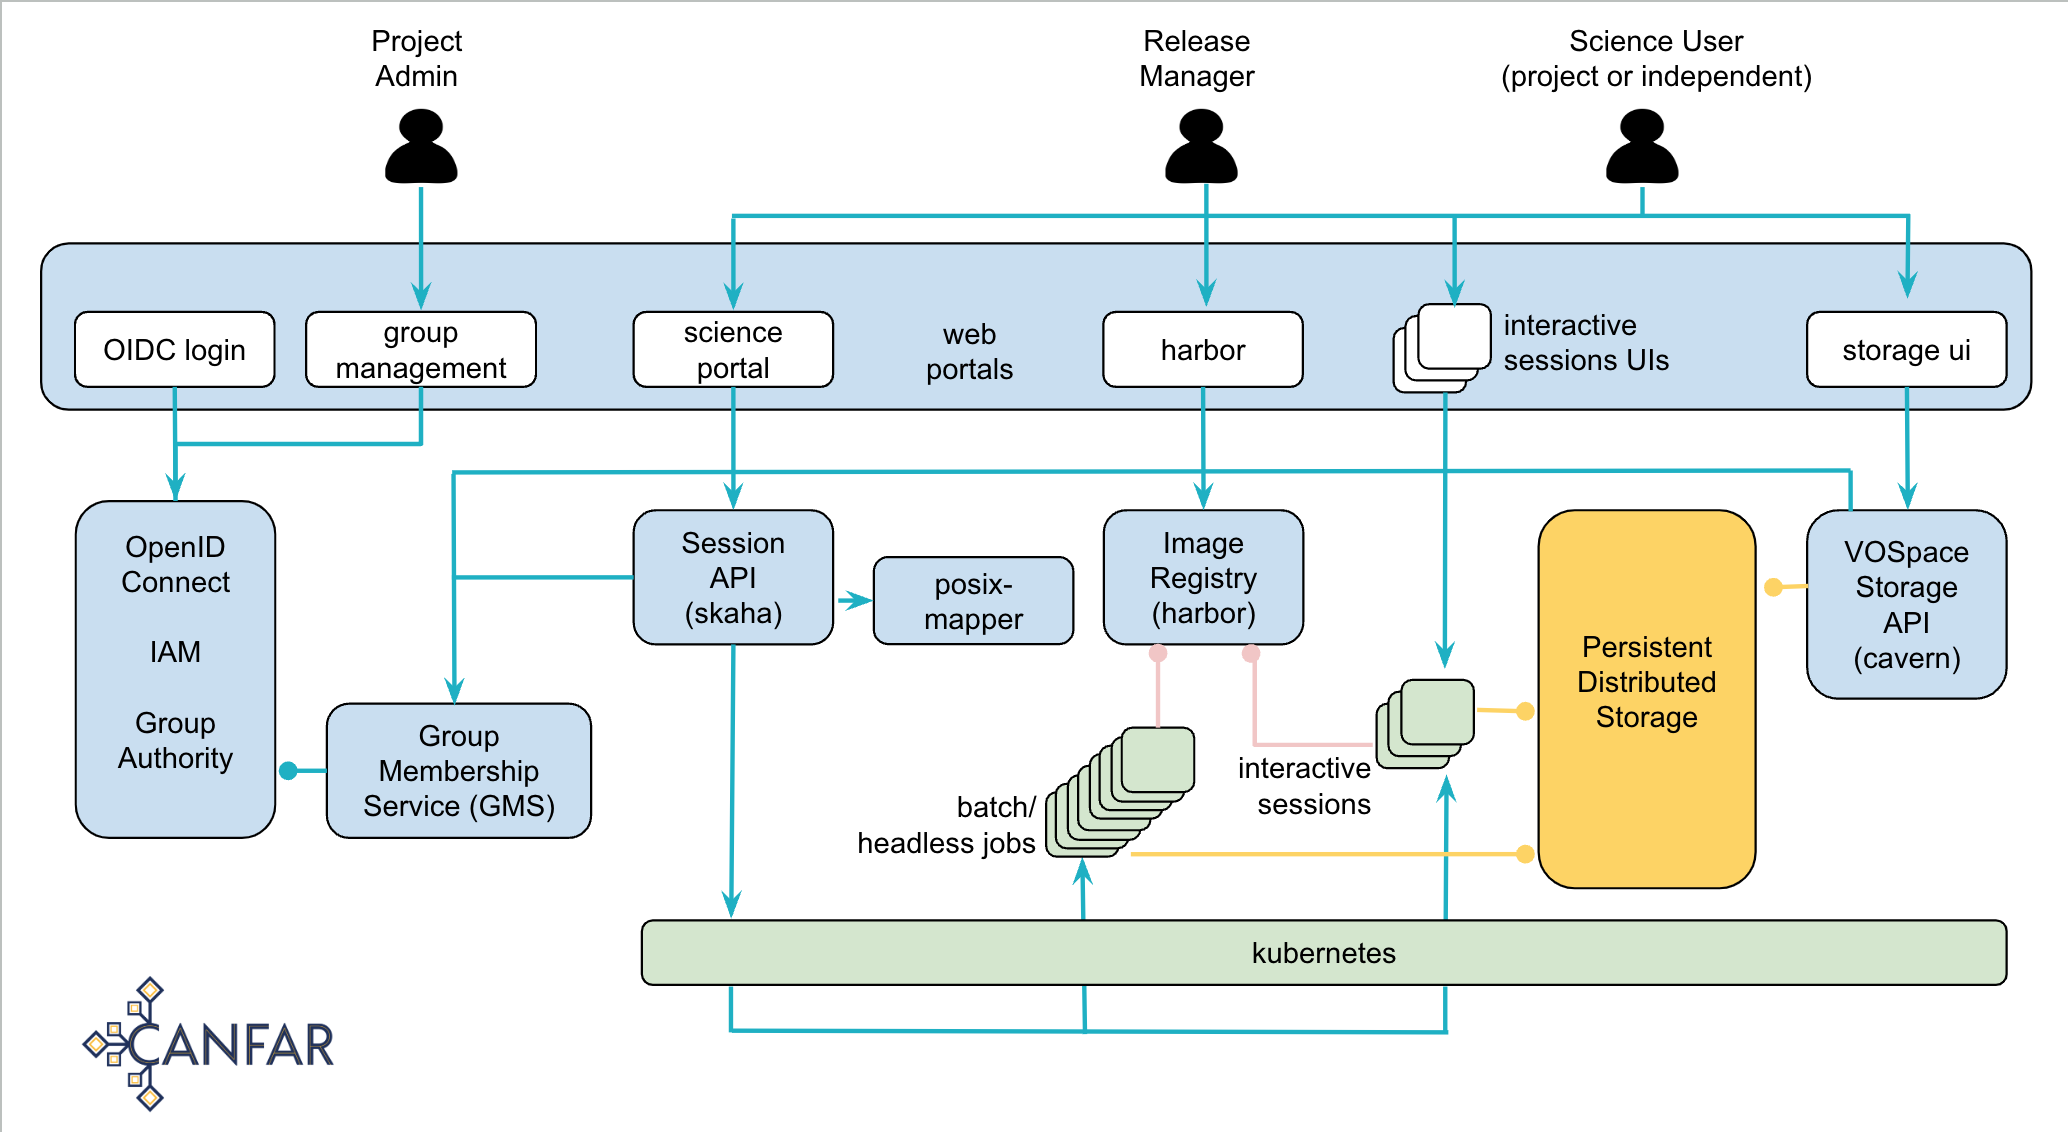 Project
Admin
Release
Manager
Science User
(project or independent)
OIDC login
group
management
science
portal
web
portals
harbor
interactive
sessions UIs
storage ui
OpenID
Connect
IAM
Group
Authority
Group
Membership
Service (GMS)
Session
API
(skaha)
posix-
mapper
Image
Registry
(harbor)
batch/
headless jobs
interactive
sessions
Persistent
Distributed
Storage
VOSpace
Storage
API
(cavern)
kubernetes
CANFAR